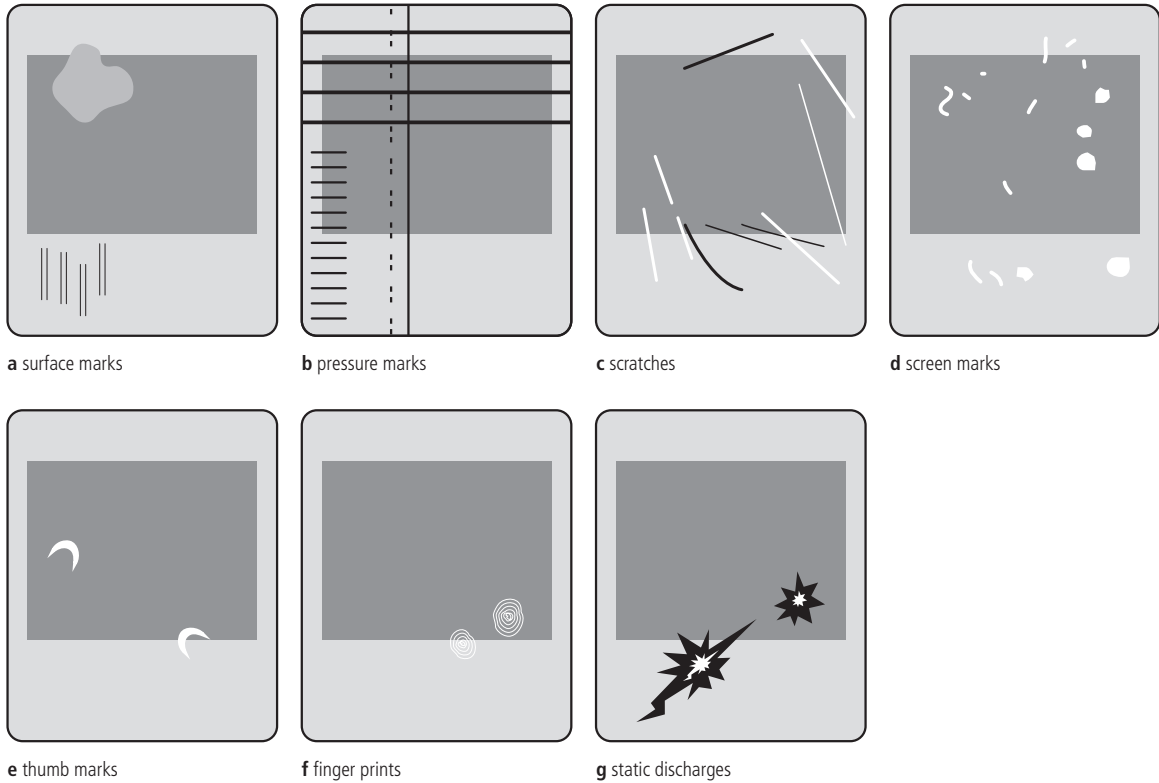 a surface marks
b pressure marks
c scratches
d screen marks
e thumb marks
f finger prints
g static discharges